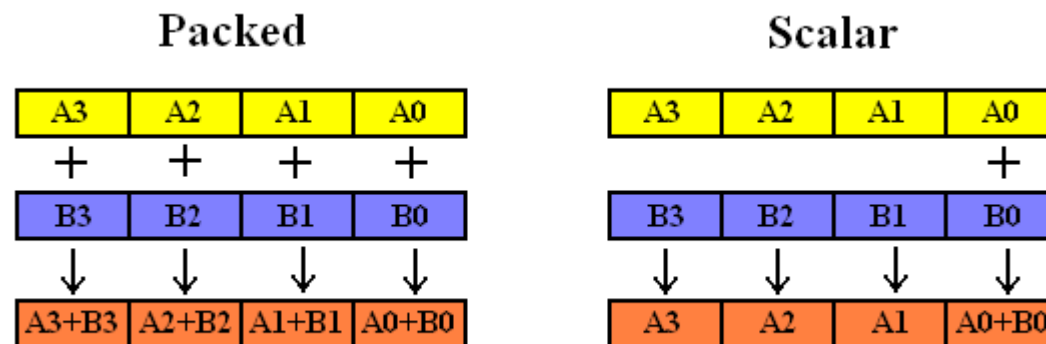 Packed Scalar
A3 A2 A1 A0 A3 A2 A1 A0
+ + + + +
B3 B2 B1 B0 B3 B2 B1 B0
A3+B3 A2+B2 A1+B1 A0+B0 A3 A2 A1 A0+B0